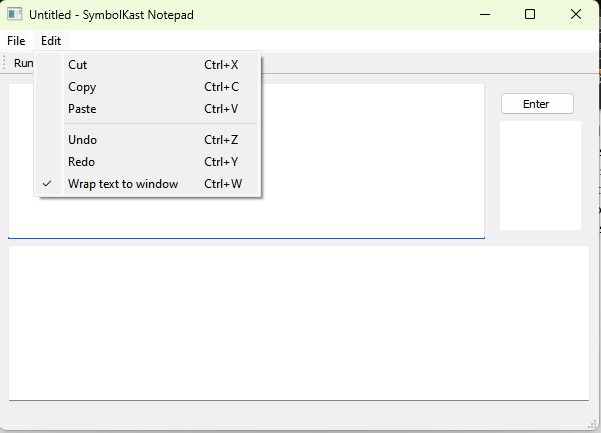 Untitled - SymbolKast Notepad
File Edit
Run
Cut Ctrl+X
Copy Ctrl+C
Paste Ctrl+V
Undo Ctrl+Z
Redo Ctrl+Y
Wrap text to window Ctrl+W
Enter